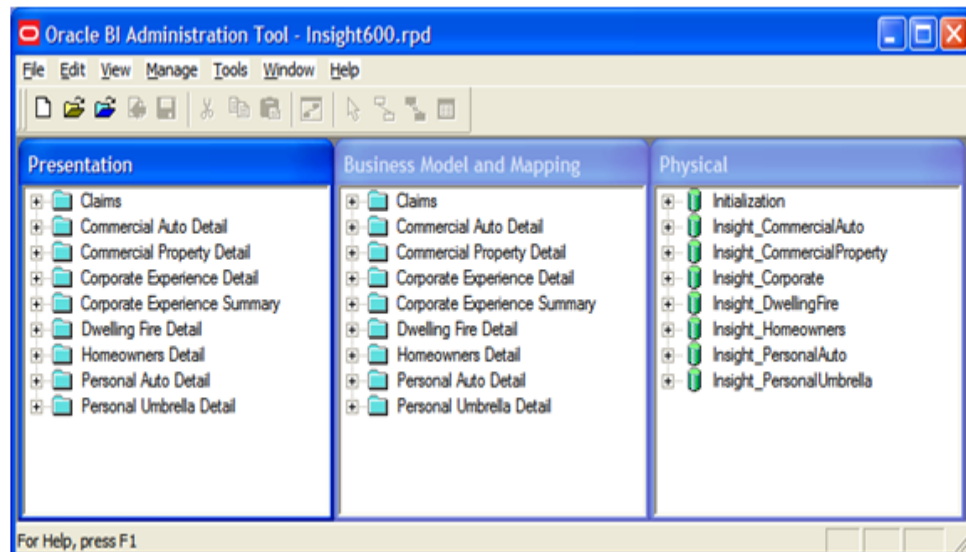 Oracle BI Administration Tool - Insight600.rpd
File Edit View Manage Tools Window Help
Presentation
Claims
Commercial Auto Detail
Commercial Property Detail
Corporate Experience Detail
Corporate Experience Summary
Dwelling Fire Detail
Homeowners Detail
Personal Auto Detail
Personal Umbrella Detail
Business Model and Mapping
Claims
Commercial Auto Detail
Commercial Property Detail
Corporate Experience Detail
Corporate Experience Summary
Dwelling Fire Detail
Homeowners Detail
Personal Auto Detail
Personal Umbrella Detail
Physical
Initialization
Insight_CommercialAuto
Insight_CommercialProperty
Insight_Corporate
Insight_DwellingFire
Insight_Homeowners
Insight_PersonalAuto
Insight_PersonalUmbrella
For Help, press F1